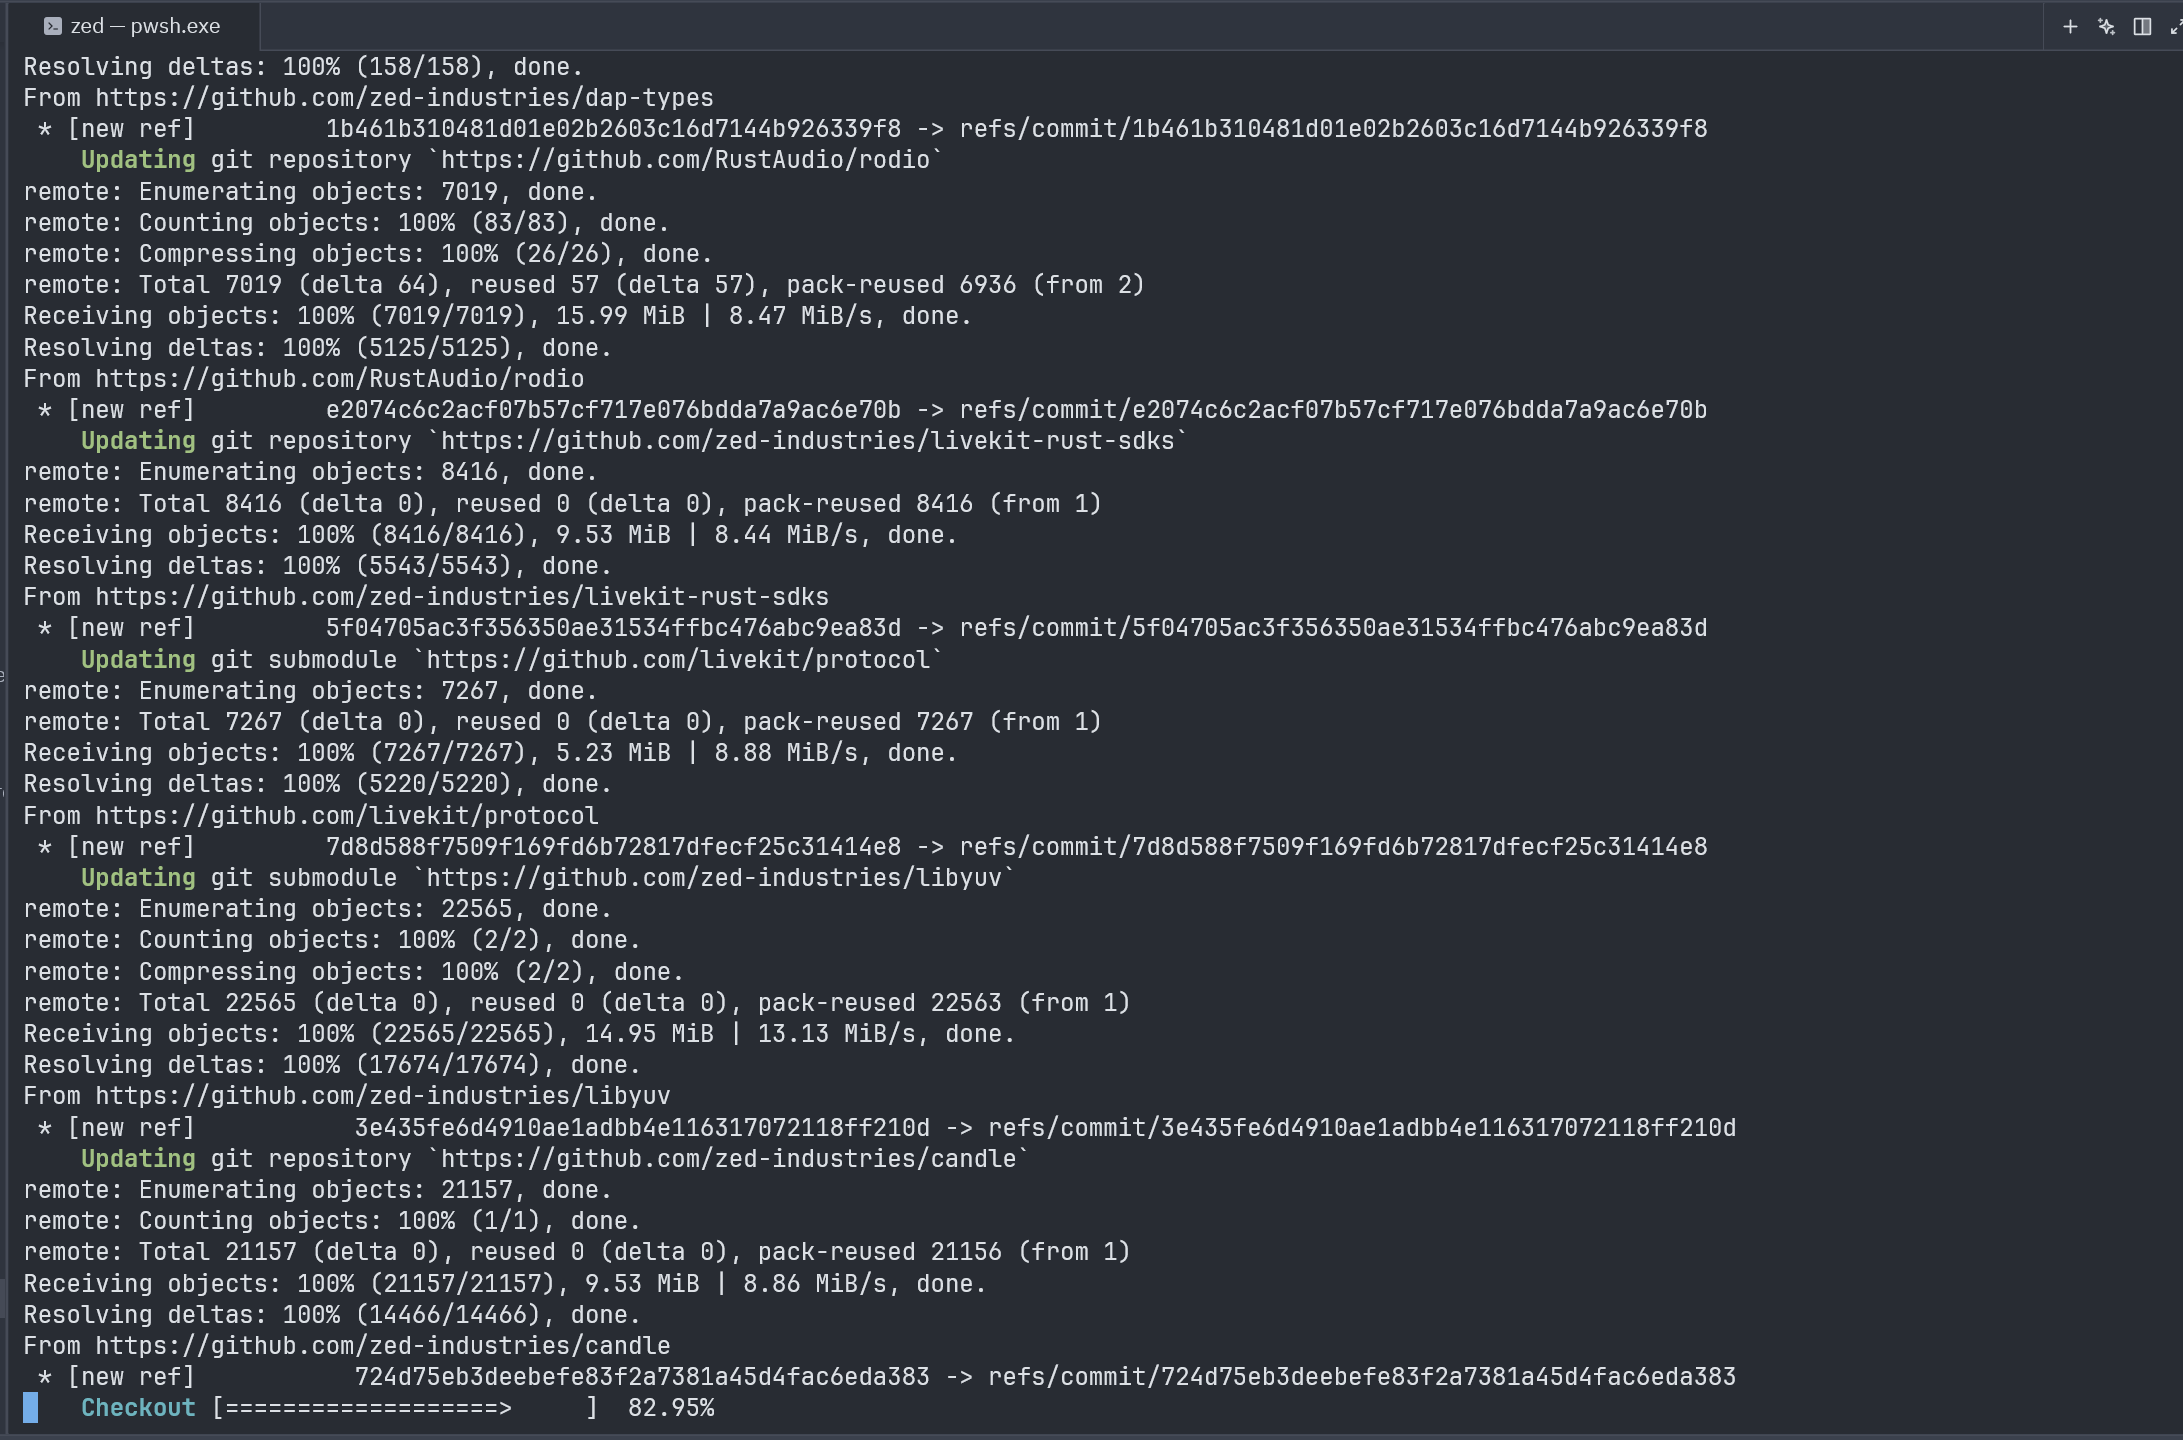 zed — pwsh.exe
Resolving deltas: 100% (158/158), done.
From https://github.com/zed-industries/dap-types
 * [new ref]         1b461b310481d01e02b2603c16d7144b926339f8 -> refs/commit/1b461b310481d01e02b2603c16d7144b926339f8
    Updating git repository `https://github.com/RustAudio/rodio`
remote: Enumerating objects: 7019, done.
remote: Counting objects: 100% (83/83), done.
remote: Compressing objects: 100% (26/26), done.
remote: Total 7019 (delta 64), reused 57 (delta 57), pack-reused 6936 (from 2)
Receiving objects: 100% (7019/7019), 15.99 MiB | 8.47 MiB/s, done.
Resolving deltas: 100% (5125/5125), done.
From https://github.com/RustAudio/rodio
 * [new ref]         e2074c6c2acf07b57cf717e076bdda7a9ac6e70b -> refs/commit/e2074c6c2acf07b57cf717e076bdda7a9ac6e70b
    Updating git repository `https://github.com/zed-industries/livekit-rust-sdks`
remote: Enumerating objects: 8416, done.
remote: Total 8416 (delta 0), reused 0 (delta 0), pack-reused 8416 (from 1)
Receiving objects: 100% (8416/8416), 9.53 MiB | 8.44 MiB/s, done.
Resolving deltas: 100% (5543/5543), done.
From https://github.com/zed-industries/livekit-rust-sdks
 * [new ref]         5f04705ac3f356350ae31534ffbc476abc9ea83d -> refs/commit/5f04705ac3f356350ae31534ffbc476abc9ea83d
    Updating git submodule `https://github.com/livekit/protocol`
remote: Enumerating objects: 7267, done.
remote: Total 7267 (delta 0), reused 0 (delta 0), pack-reused 7267 (from 1)
Receiving objects: 100% (7267/7267), 5.23 MiB | 8.88 MiB/s, done.
Resolving deltas: 100% (5220/5220), done.
From https://github.com/livekit/protocol
 * [new ref]         7d8d588f7509f169fd6b72817dfecf25c31414e8 -> refs/commit/7d8d588f7509f169fd6b72817dfecf25c31414e8
    Updating git submodule `https://github.com/zed-industries/libyuv`
remote: Enumerating objects: 22565, done.
remote: Counting objects: 100% (2/2), done.
remote: Compressing objects: 100% (2/2), done.
remote: Total 22565 (delta 0), reused 0 (delta 0), pack-reused 22563 (from 1)
Receiving objects: 100% (22565/22565), 14.95 MiB | 13.13 MiB/s, done.
Resolving deltas: 100% (17674/17674), done.
From https://github.com/zed-industries/libyuv
 * [new ref]           3e435fe6d4910ae1adbb4e116317072118ff210d -> refs/commit/3e435fe6d4910ae1adbb4e116317072118ff210d
    Updating git repository `https://github.com/zed-industries/candle`
remote: Enumerating objects: 21157, done.
remote: Counting objects: 100% (1/1), done.
remote: Total 21157 (delta 0), reused 0 (delta 0), pack-reused 21156 (from 1)
Receiving objects: 100% (21157/21157), 9.53 MiB | 8.86 MiB/s, done.
Resolving deltas: 100% (14466/14466), done.
From https://github.com/zed-industries/candle
 * [new ref]           724d75eb3deebefe83f2a7381a45d4fac6eda383 -> refs/commit/724d75eb3deebefe83f2a7381a45d4fac6eda383
    Checkout [===================>     ]  82.95%